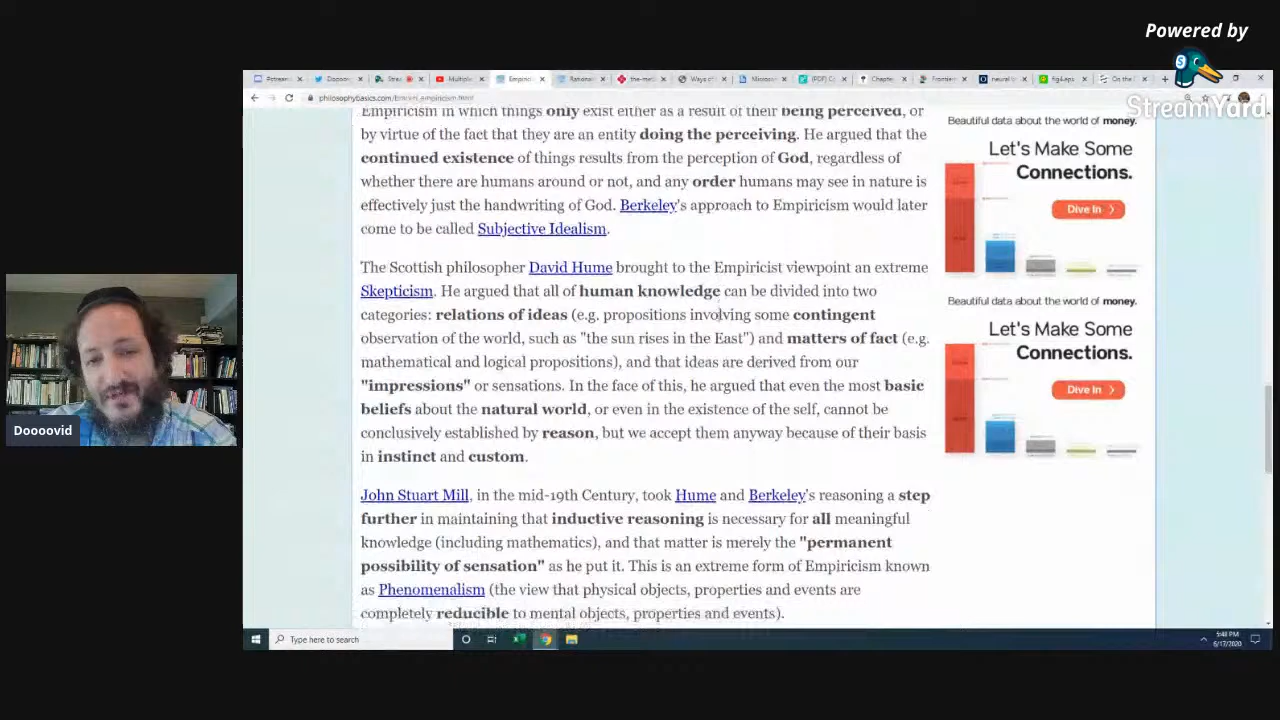 Powered by
StreamYard
philosophybasics.com/
Empiricism in which things only exist either as a result of their being perceived, or
by virtue of the fact that they are an entity doing the perceiving. He argued that the
continued existence of things results from the perception of God, regardless of
whether there are humans around or not, and any order humans may see in nature is
effectively just the handwriting of God. Berkeley's approach to Empiricism would later
come to be called Subjective Idealism.
The Scottish philosopher David Hume brought to the Empiricist viewpoint an extreme
Skepticism. He argued that all of human knowledge can be divided into two
categories: relations of ideas (e.g. propositions involving some contingent
observation of the world, such as "the sun rises in the East") and matters of fact (e.g.
mathematical and logical propositions), and that ideas are derived from our
"impressions" or sensations. In the face of this, he argued that even the most basic
beliefs about the natural world, or even in the existence of the self, cannot be
conclusively established by reason, but we accept them anyway because of their basis
in instinct and custom.
John Stuart Mill, in the mid-19th Century, took Hume and Berkeley's reasoning a step
further in maintaining that inductive reasoning is necessary for all meaningful
knowledge (including mathematics), and that matter is merely the "permanent
possibility of sensation" as he put it. This is an extreme form of Empiricism known
as Phenomenalism (the view that physical objects, properties and events are
completely reducible to mental objects, properties and events).
Beautiful data about the world of money.
Let's Make Some
Connections.
Dive In
Beautiful data about the world of money.
Let's Make Some
Connections.
Dive In
Doooovid
Type here to search
5:48 PM
6/17/2020